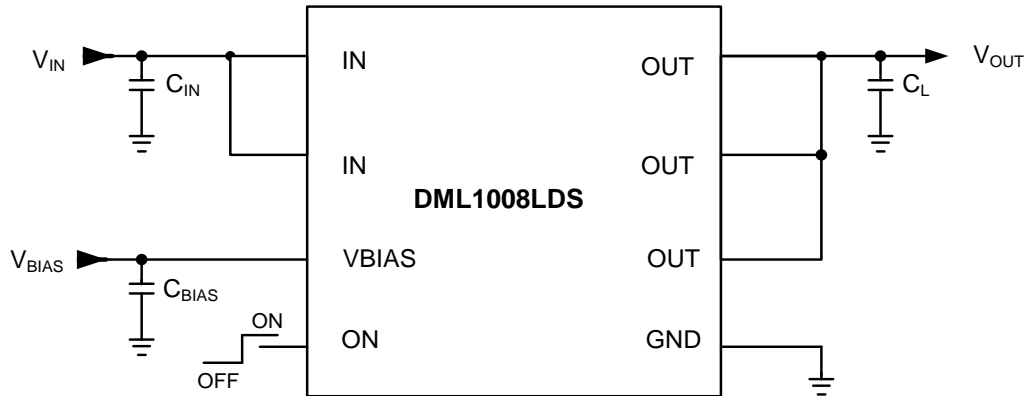 V_IN
C_IN
IN
OUT
C_L
V_OUT
IN
OUT
DML1008LDS
V_BIAS
C_BIAS
VBIAS
OUT
ON
OFF
ON
GND